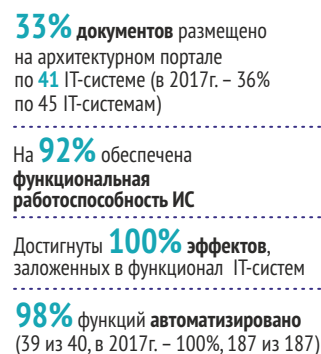 33% документов размещено
на архитектурном портале
по 41 IT-системе (в 2017г. – 36%
по 45 IT-системам)
На 92% обеспечена
функциональная
работоспособность ИС
Достигнуты 100% эффектов,
заложенных в функционал IT-систем
98% функций автоматизировано
(39 из 40, в 2017г. – 100%, 187 из 187)